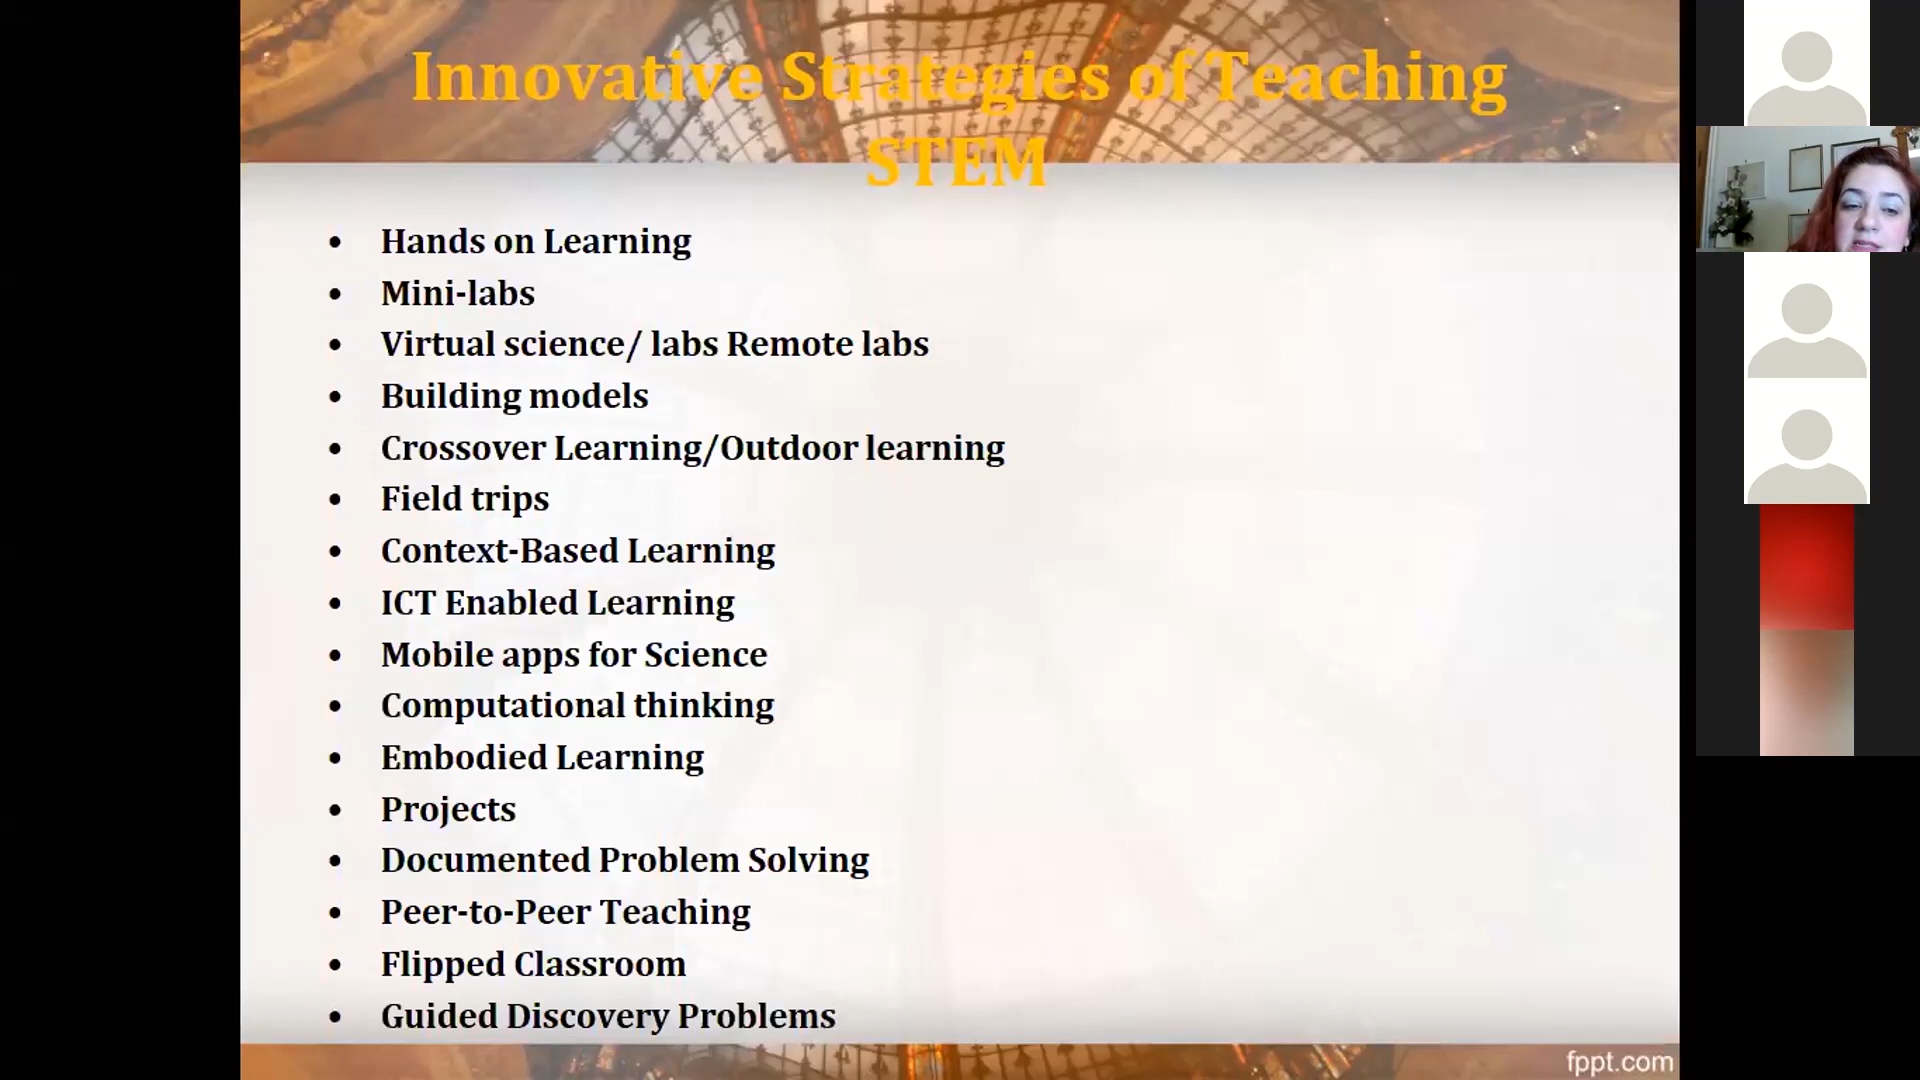 Innovative Strategies of Teaching
STEM
• Hands on Learning
• Mini-labs
• Virtual science/ labs Remote labs
• Building models
• Crossover Learning/Outdoor learning
• Field trips
• Context-Based Learning
• ICT Enabled Learning
• Mobile apps for Science
• Computational thinking
• Embodied Learning
• Projects
• Documented Problem Solving
• Peer-to-Peer Teaching
• Flipped Classroom
• Guided Discovery Problems
fppt.com